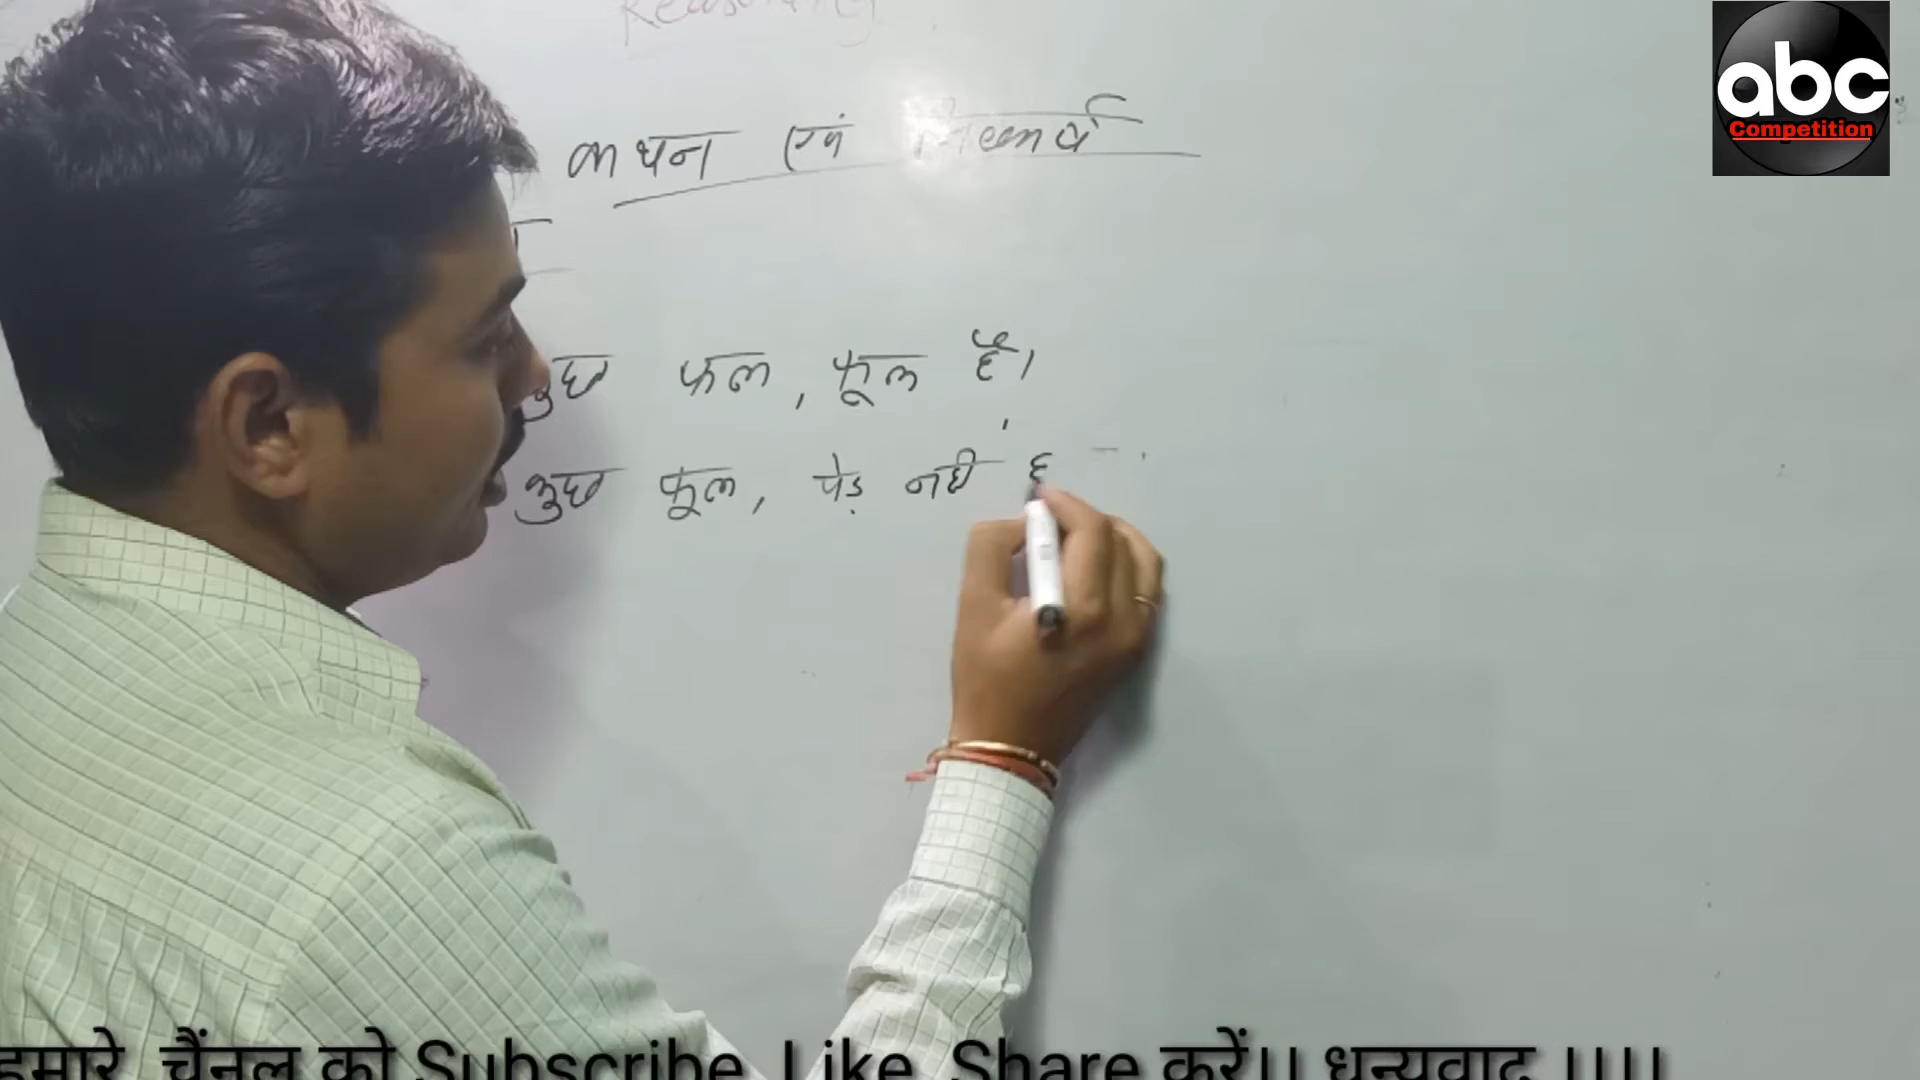 Reasoning
abc
Competition
कथन एवं निष्कर्ष
कुछ फल, फूल है।
कुछ फूल, पेड़ नही ह
हमारे चैंनल को Subscribe Like Share करें।। धन्यवाद ।।।।